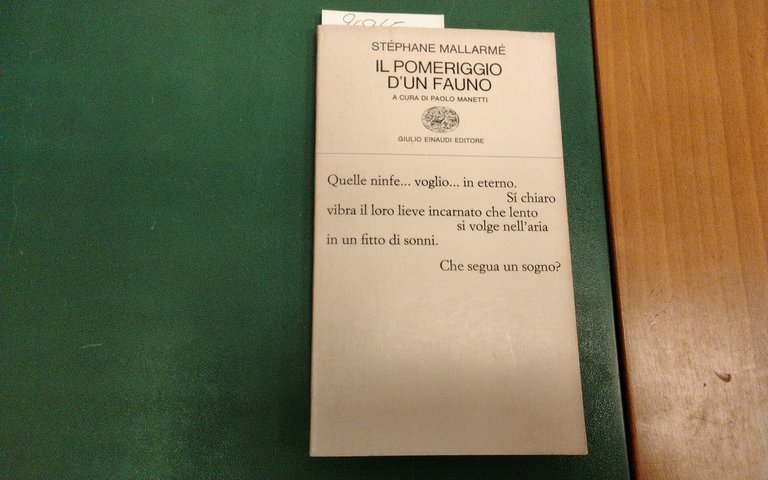 STÉPHANE MALLARMÉ
IL POMERIGGIO
D'UN FAUNO
A CURA DI PAOLO MANETTI
GIULIO EINAUDI EDITORE
Quelle ninfe... voglio... in eterno.
Sí chiaro
vibra il loro lieve incarnato che lento
si volge nell'aria
in un fitto di sonni.
Che segua un sogno?